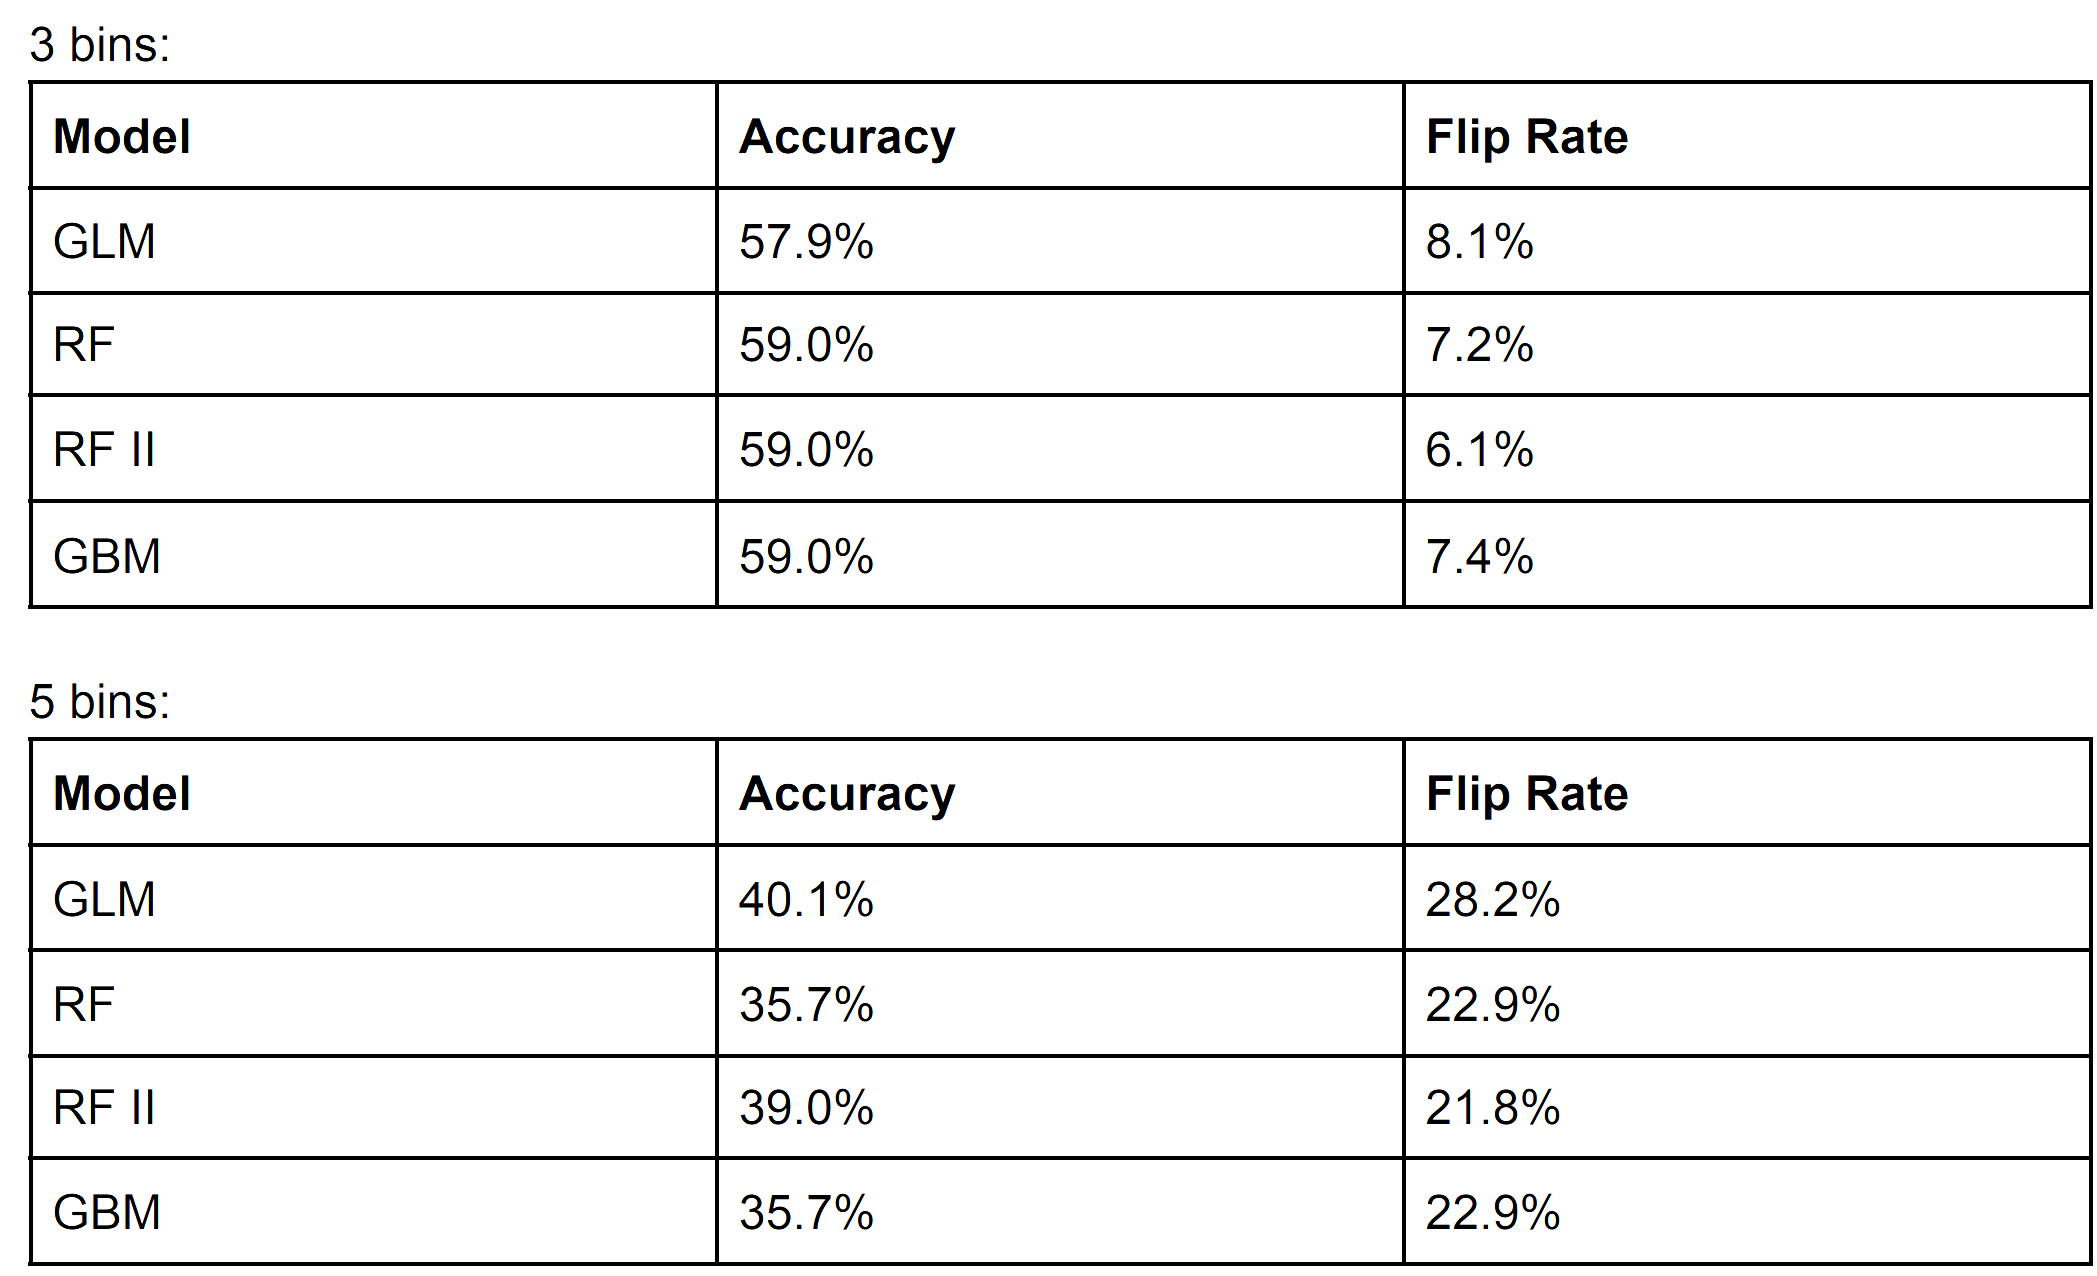 3 bins:
Model Accuracy Flip Rate
GLM 57.9% 8.1%
RF 59.0% 7.2%
RF II 59.0% 6.1%
GBM 59.0% 7.4%
5 bins:
Model Accuracy Flip Rate
GLM 40.1% 28.2%
RF 35.7% 22.9%
RF II 39.0% 21.8%
GBM 35.7% 22.9%